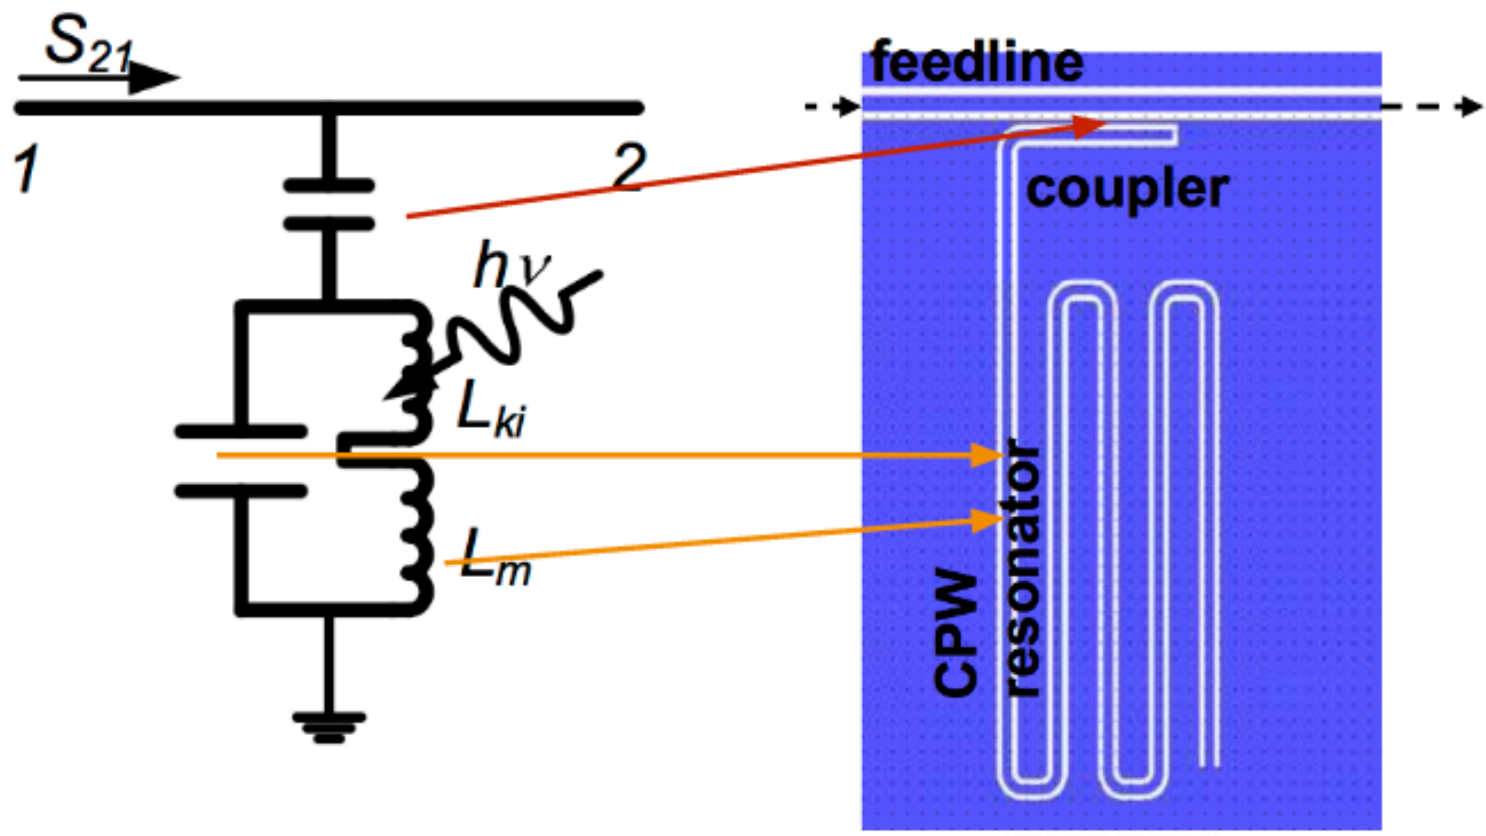 S21
feedline
1
2
coupler
hν
Lki
Lm
CPW
resonator